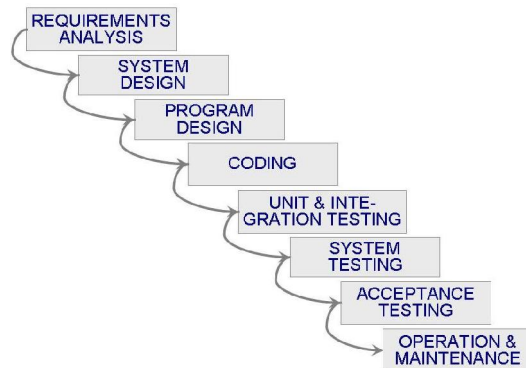 REQUIREMENTS
ANALYSIS
SYSTEM
DESIGN
PROGRAM
DESIGN
CODING
UNIT & INTE-
GRATION TESTING
SYSTEM
TESTING
ACCEPTANCE
TESTING
OPERATION &
MAINTENANCE